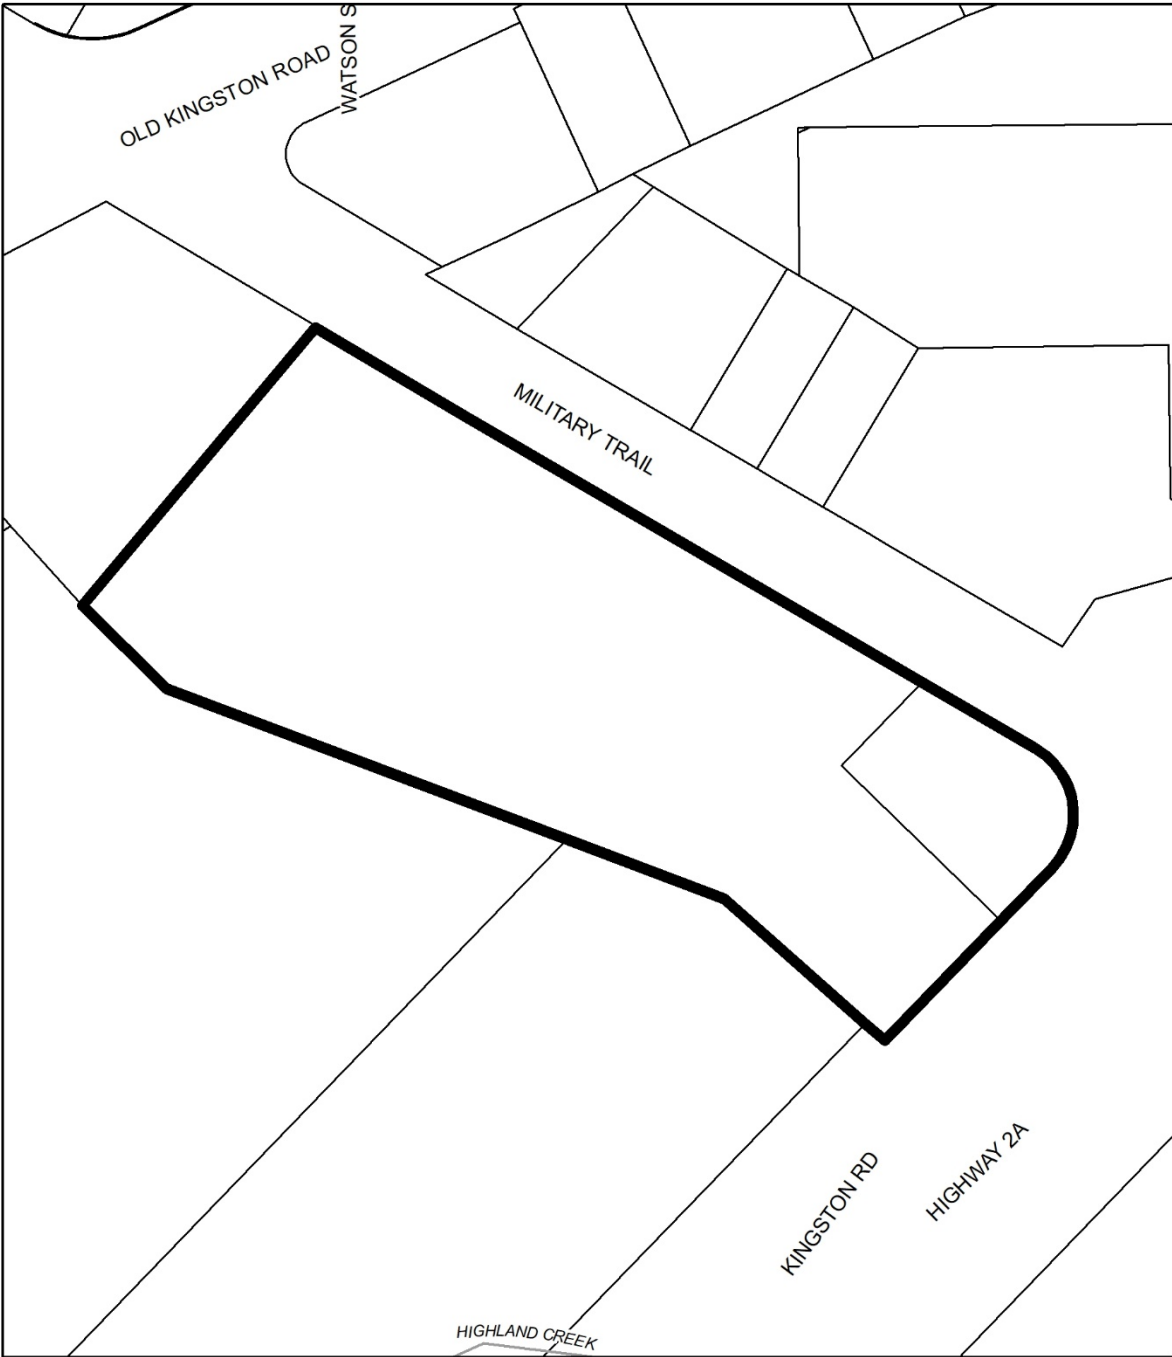 OLD KINGSTON ROAD
WATSON S
MILITARY TRAIL
KINGSTON RD
HIGHWAY 2A
HIGHLAND CREEK